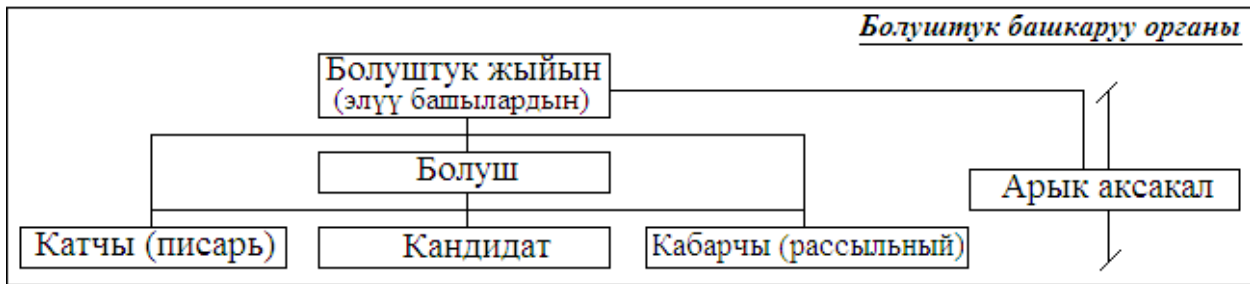 Болуштук башкаруу органы
Болуштук жыйын
(элүү башылардын)
Болуш
Арык аксакал
Катчы (писарь)
Кандидат
Кабарчы (рассыльный)